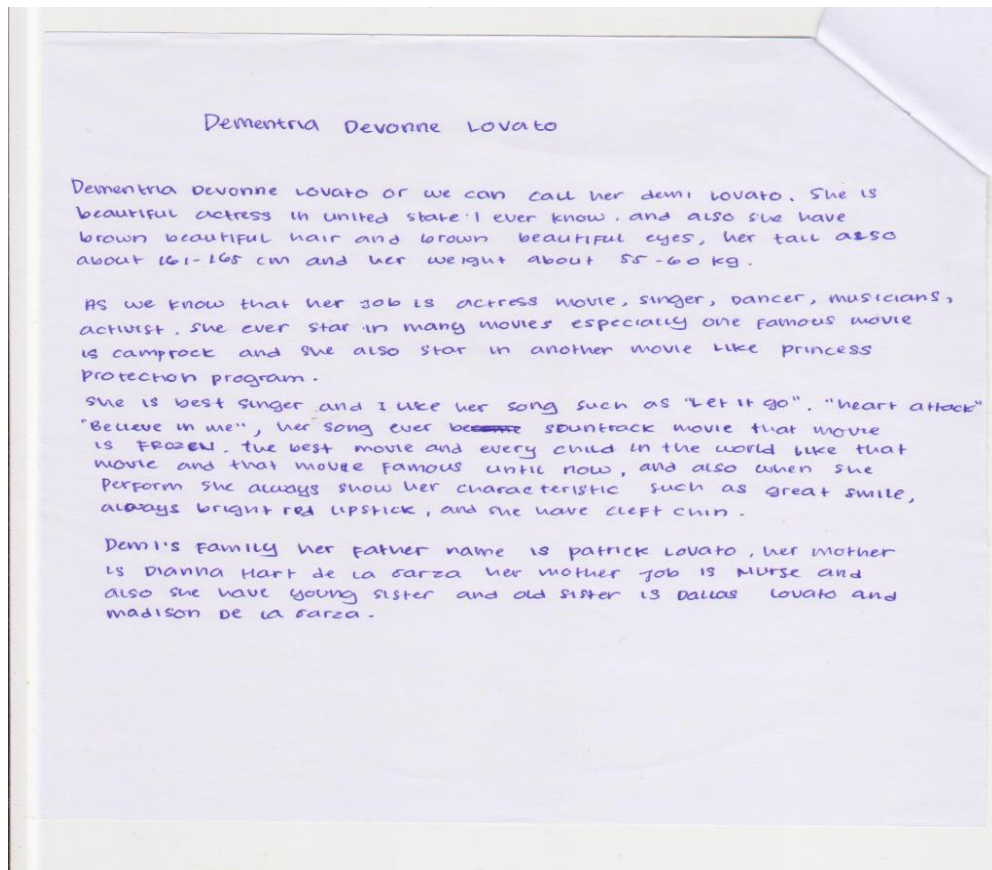 Dementria Devonne Lovato
Dementria Devonne Lovato or we can call her demi Lovato. She is
beautiful actress in united state I ever know. and also she have
brown beautiful hair and brown beautiful eyes, her tall also
about 161-165 cm and her weight about 55-60 kg.
As we know that her job is actress movie, singer, Dancer, musicians,
activist. she ever star in many movies especially one famous movie
is camprock and she also star in another movie like princess
protection program.
she is best singer and I like her song such as "Let it go". "heart attack"
"Believe in me", her song ever become sountrack movie that movie
is FROZEN. the best movie and every child in the world like that
movie and that movie famous until now, and also when she
perform she always show her characteristic such as great smile,
always bright red lipstick, and she have cleft chin.
Demi's Family her Father name is patrick Lovato, her mother
is Dianna Hart de La Garza her mother job is Nurse and
also she have young sister and old sister is Dallas Lovato and
madison De La Garza.